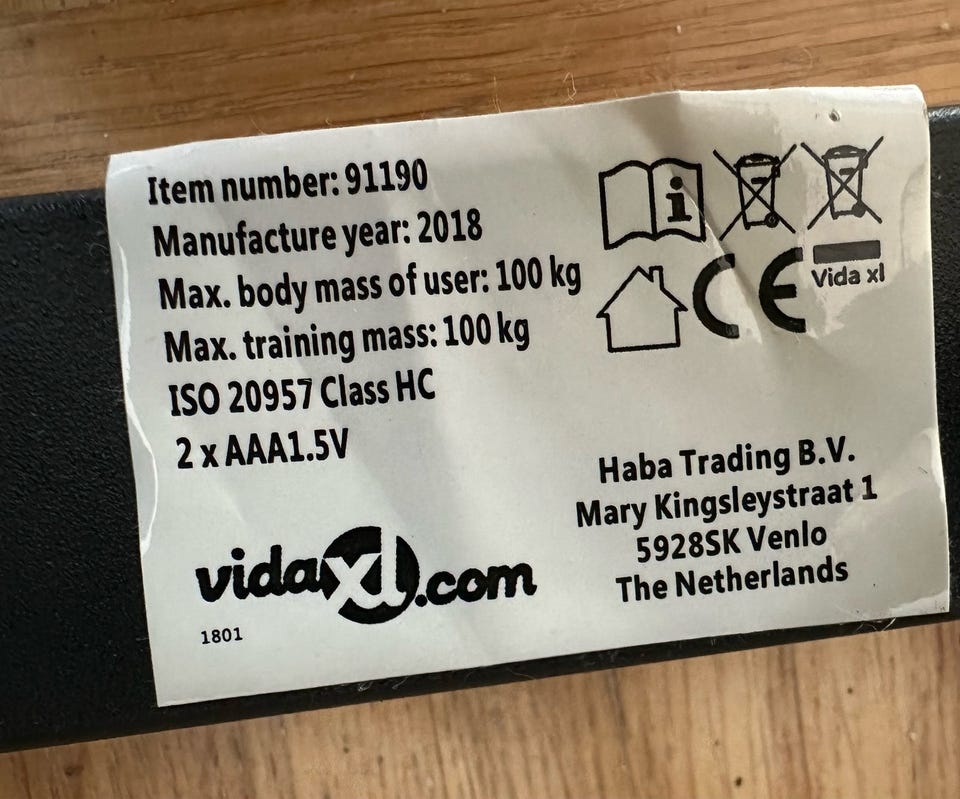 Item number: 91190
Manufacture year: 2018
Max. body mass of user: 100 kg
Max. training mass: 100 kg
ISO 20957 Class HC
2 x AAA1.5V
i
CE
Vida xl
Haba Trading B.V.
Mary Kingsleystraat 1
5928SK Venlo
The Netherlands
vidaXL.com
1801